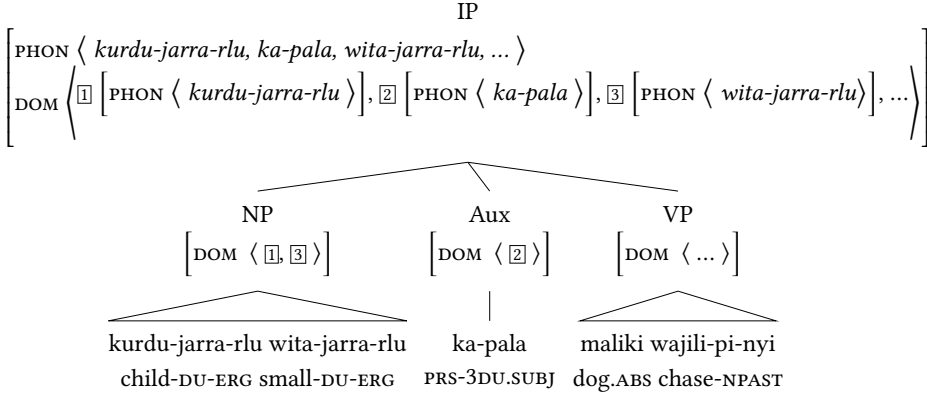 IP
PHON ⟨ kurdu-jarra-rlu, ka-pala, wita-jarra-rlu, … ⟩
DOM ⟨ 1 [PHON ⟨ kurdu-jarra-rlu ⟩], 2 [PHON ⟨ ka-pala ⟩], 3 [PHON ⟨ wita-jarra-rlu⟩], … ⟩
NP Aux VP
[DOM ⟨ 1, 3 ⟩] [DOM ⟨ 2 ⟩] [DOM ⟨ … ⟩]
kurdu-jarra-rlu wita-jarra-rlu ka-pala maliki wajili-pi-nyi
child-DU-ERG small-DU-ERG PRS-3DU.SUBJ dog.ABS chase-NPAST